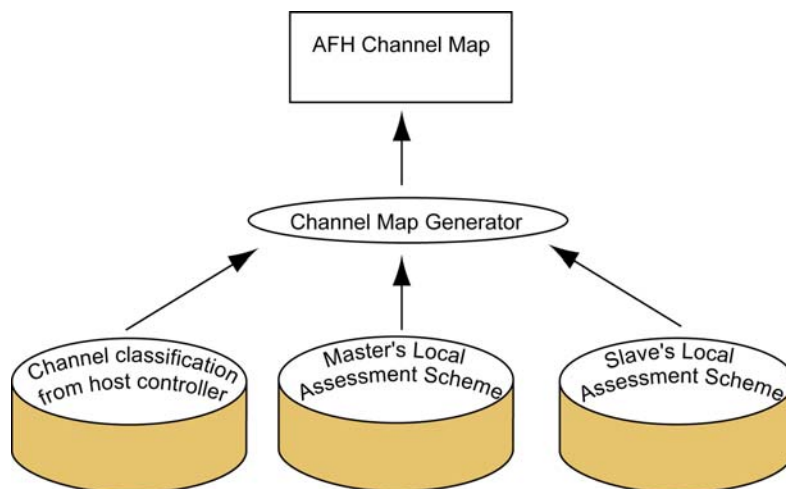 AFH Channel Map
Channel Map Generator
Channel classification
from host controller
Master's Local
Assessment Scheme
Slave's Local
Assessment Scheme